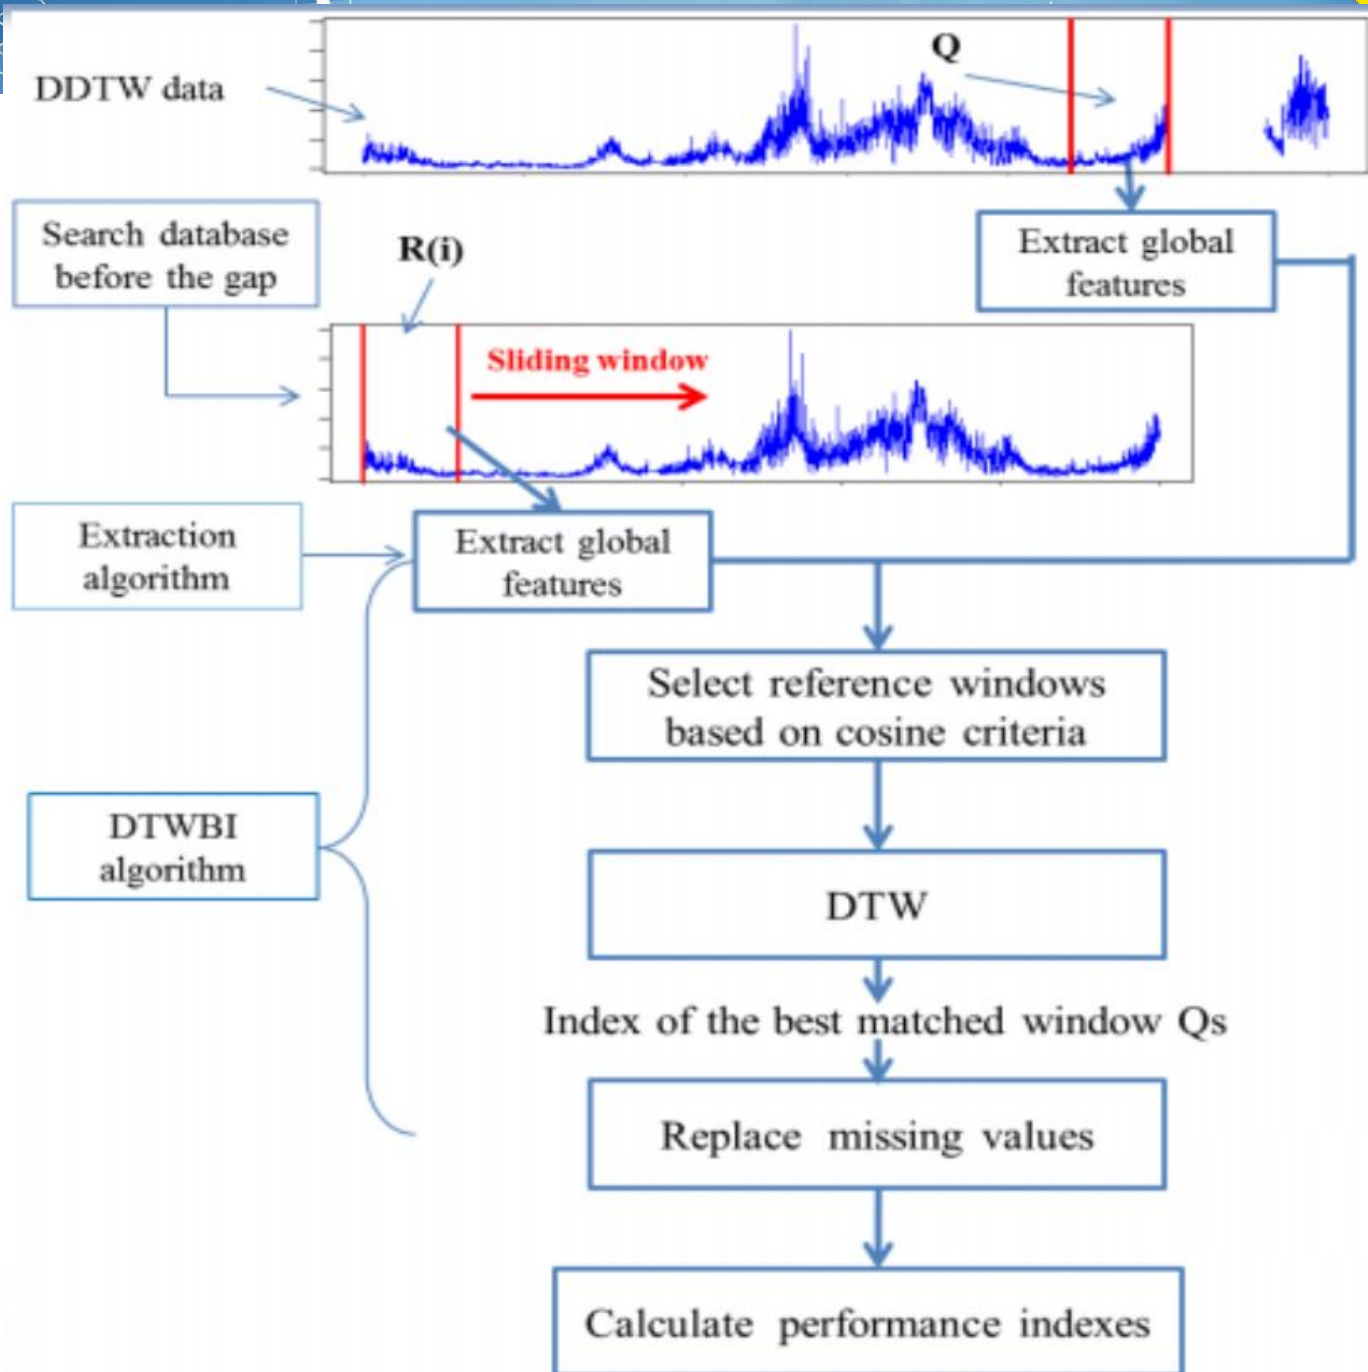 Q
DDTW data
Search database
before the gap
R(i)
Extract global
features
Sliding window
Extraction
algorithm
Extract global
features
Select reference windows
based on cosine criteria
DTWBI
algorithm
DTW
Index of the best matched window Qs
Replace missing values
Calculate performance indexes